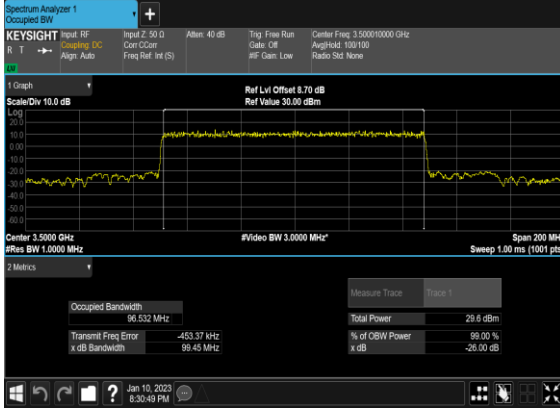 Spectrum Analyzer 1
Occupied BW
+
KEYSIGHT Input: RF Input Z: 50 Ω Atten: 40 dB Trig: Free Run Center Freq: 3.500010000 GHz
R T Coupling: DC Corr CCorr Gate: Off Avg|Hold: 100/100
Align: Auto Freq Ref: Int (S) #IF Gain: Low Radio Std: None
1 Graph
Ref Lvl Offset 8.70 dB
Scale/Div 10.0 dB Ref Value 30.00 dBm
Log
20.0
10.0
0.00
-10.0
-20.0
-30.0
-40.0
-50.0
-60.0
Center 3.5000 GHz #Video BW 3.0000 MHz* Span 200 MH
#Res BW 1.0000 MHz Sweep 1.00 ms (1001 pts
2 Metrics
Measure Trace Trace 1
Occupied Bandwidth
96.532 MHz Total Power 29.6 dBm
Transmit Freq Error -453.37 kHz % of OBW Power 99.00 %
x dB Bandwidth 99.45 MHz x dB -26.00 dB
? Jan 10, 2023
8:30:49 PM